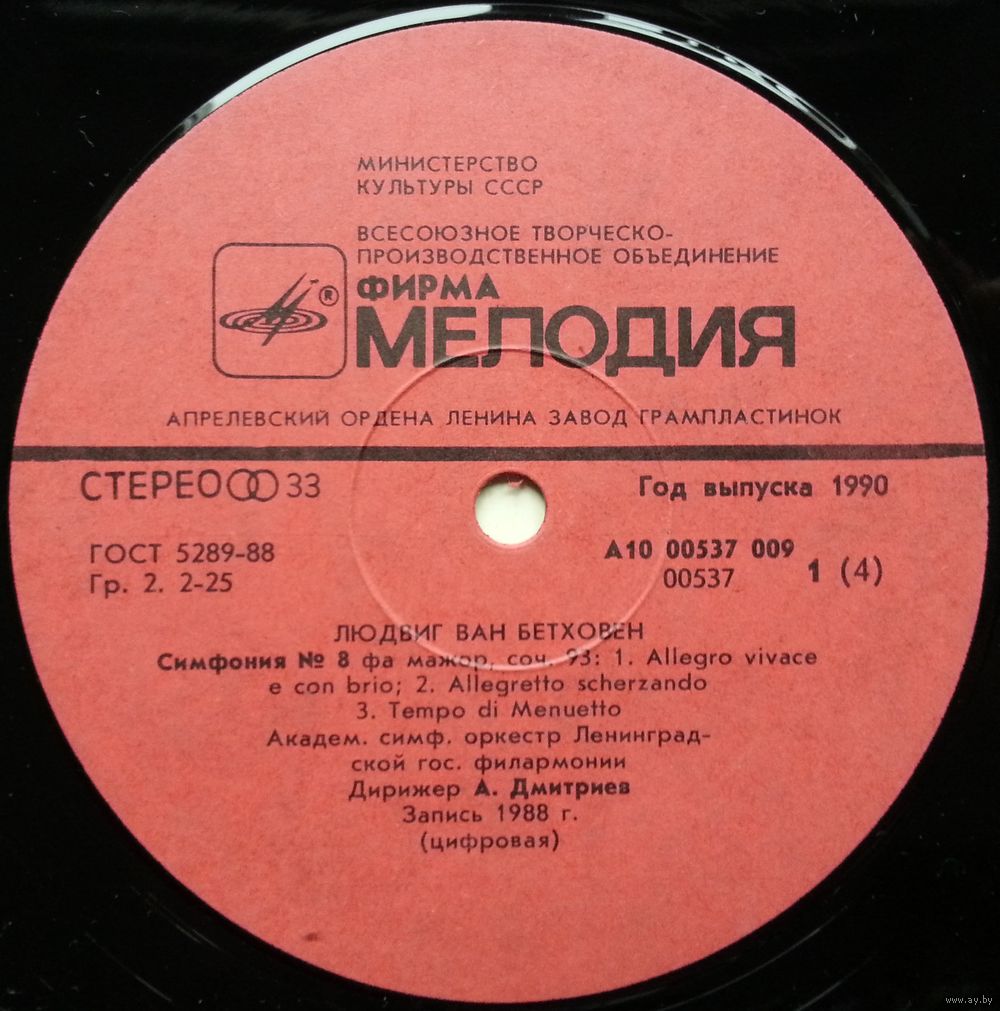 МИНИСТЕРСТВО
КУЛЬТУРЫ СССР
ВСЕСОЮЗНОЕ ТВОРЧЕСКО-
ПРОИЗВОДСТВЕННОЕ ОБЪЕДИНЕНИЕ
®
ФИРМА
МЕЛОДИЯ
АПРЕЛЕВСКИЙ ОРДЕНА ЛЕНИНА ЗАВОД ГРАМПЛАСТИНОК
СТЕРЕО 33
Год выпуска 1990
ГОСТ 5289-88
Гр. 2. 2-25
А10 00537 009
00537
1 (4)
ЛЮДВИГ ВАН БЕТХОВЕН
Симфония № 8 фа мажор, соч. 93: 1. Allegro vivace
e con brio; 2. Allegretto scherzando
3. Tempo di Menuetto
Академ. симф. оркестр Ленинград-
ской гос. филармонии
Дирижер А. Дмитриев
Запись 1988 г.
(цифровая)
www.ay.by